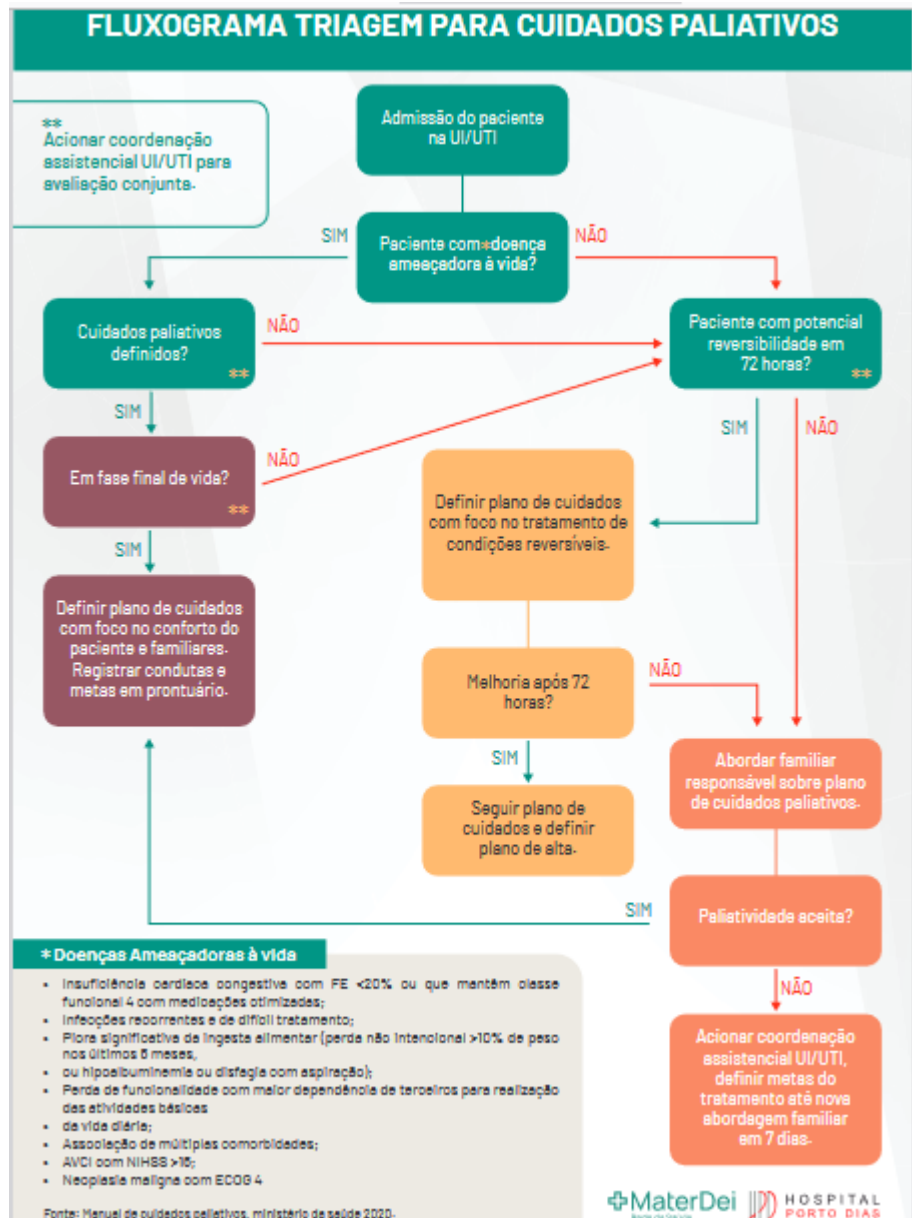 FLUXOGRAMA TRIAGEM PARA CUIDADOS PALIATIVOS
**
Acionar coordenação
assistencial UI/UTI para
avaliação conjunta.
Admissão do paciente
na UI/UTI
Paciente com *doença
ameaçadora à vida?
SIM
NÃO
Cuidados paliativos
definidos?
**
NÃO
Paciente com potencial
reversibilidade em
72 horas?
**
SIM
SIM
NÃO
Em fase final de vida?
**
NÃO
Definir plano de cuidados
com foco no tratamento de
condições reversíveis.
SIM
Definir plano de cuidados
com foco no conforto do
paciente e familiares.
Registrar condutas e
metas em prontuário.
Melhoria após 72
horas?
NÃO
SIM
Abordar familiar
responsável sobre plano
de cuidados paliativos.
Seguir plano de
cuidados e definir
plano de alta.
SIM
Paliatividade aceita?
NÃO
Acionar coordenação
assistencial UI/UTI,
definir metas do
tratamento até nova
abordagem familiar
em 7 dias.
* Doenças Ameaçadoras à vida
• Insuficiência cardíaca congestiva com FE <20% ou que mantêm classe
funcional 4 com medicações otimizadas;
• Infecções recorrentes e de difícil tratamento;
• Piora significativa da ingesta alimentar (perda não intencional >10% de peso
nos últimos meses,
• ou hipoalbuminemia ou disfagia com aspiração);
• Perda de funcionalidade com maior dependência de terceiros para realização
das atividades básicas
• da vida diária;
• Associação de múltiplas comorbidades;
• AVCI com NIHSS
• Neoplasia maligna com ECOG 4
Fonte: Manual de cuidados paliativos, ministério da saúde 2020.
MaterDei
HOSPITAL
PORTO DIAS